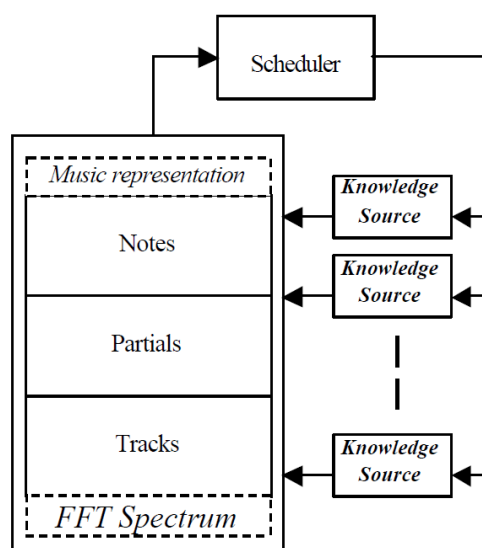 Scheduler
Music representation
Notes
Partials
Tracks
FFT Spectrum
Knowledge
Source
Knowledge
Source
Knowledge
Source